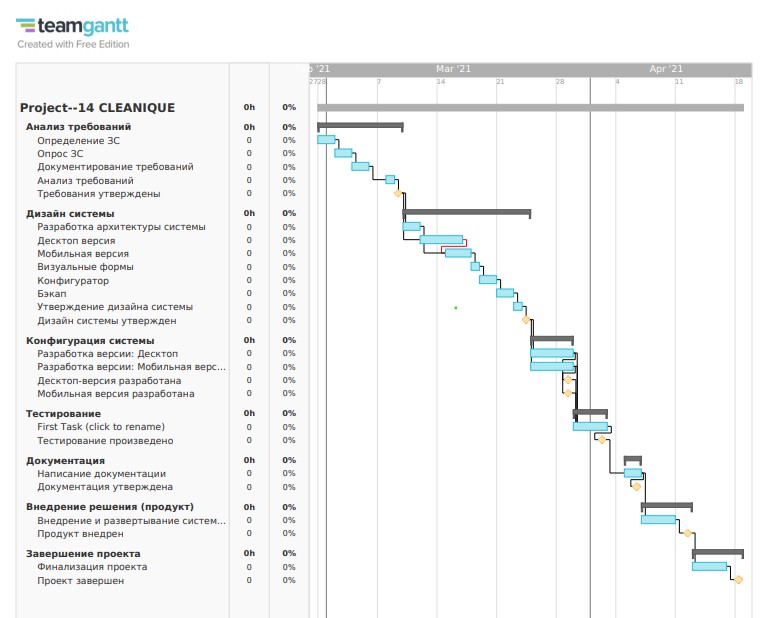 teamgantt
Created with Free Edition
'21 Mar '21 Apr '21
27 28 7 14 21 28 4 11 18
Project--14 CLEANIQUE 0h 0%
Анализ требований 0h 0%
Определение ЗС 0 0%
Опрос ЗС 0 0%
Документирование требований 0 0%
Анализ требований 0 0%
Требования утверждены 0 0%
Дизайн системы 0h 0%
Разработка архитектуры системы 0 0%
Десктоп версия 0 0%
Мобильная версия 0 0%
Визуальные формы 0 0%
Конфигуратор 0 0%
Бэкап 0 0%
Утверждение дизайна системы 0 0%
Дизайн системы утвержден 0 0%
Конфигурация системы 0h 0%
Разработка версии: Десктоп 0 0%
Разработка версии: Мобильная верс... 0 0%
Десктоп-версия разработана 0 0%
Мобильная версия разработана 0 0%
Тестирование 0h 0%
First Task (click to rename) 0 0%
Тестирование произведено 0 0%
Документация 0h 0%
Написание документации 0 0%
Документация утверждена 0 0%
Внедрение решения (продукт) 0h 0%
Внедрение и развертывание систем... 0 0%
Продукт внедрен 0 0%
Завершение проекта 0h 0%
Финализация проекта 0 0%
Проект завершен 0 0%